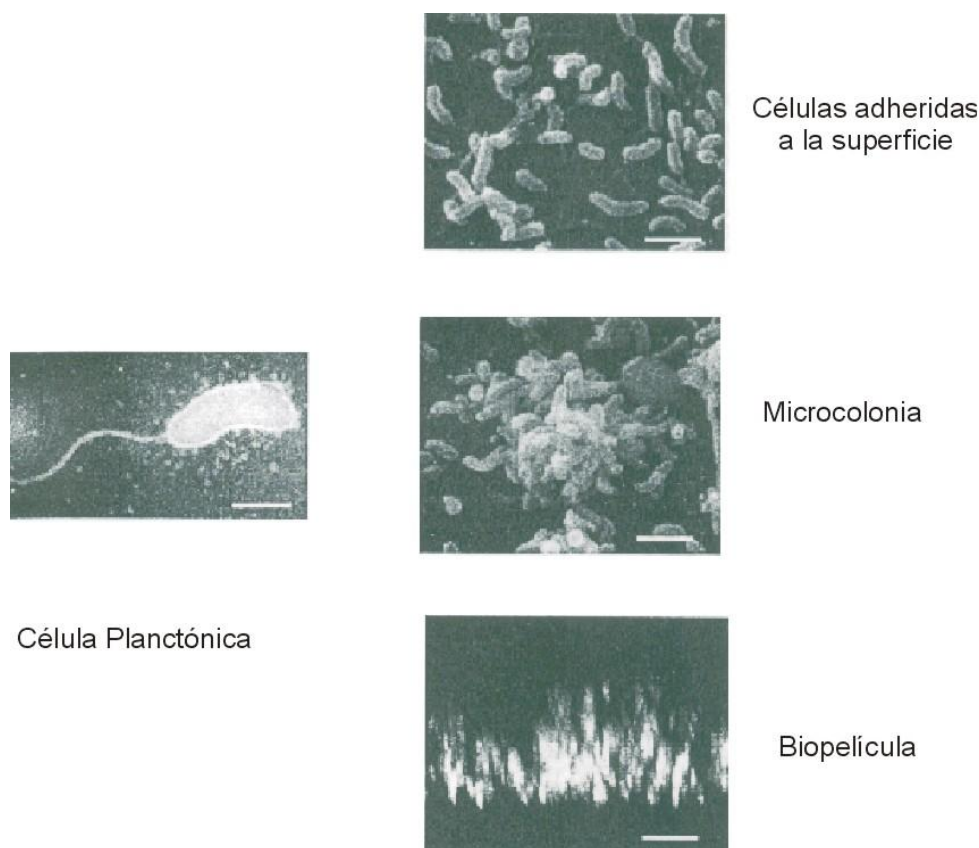 Células adheridas
a la superficie
Microcolonia
Célula Planctónica
Biopelícula